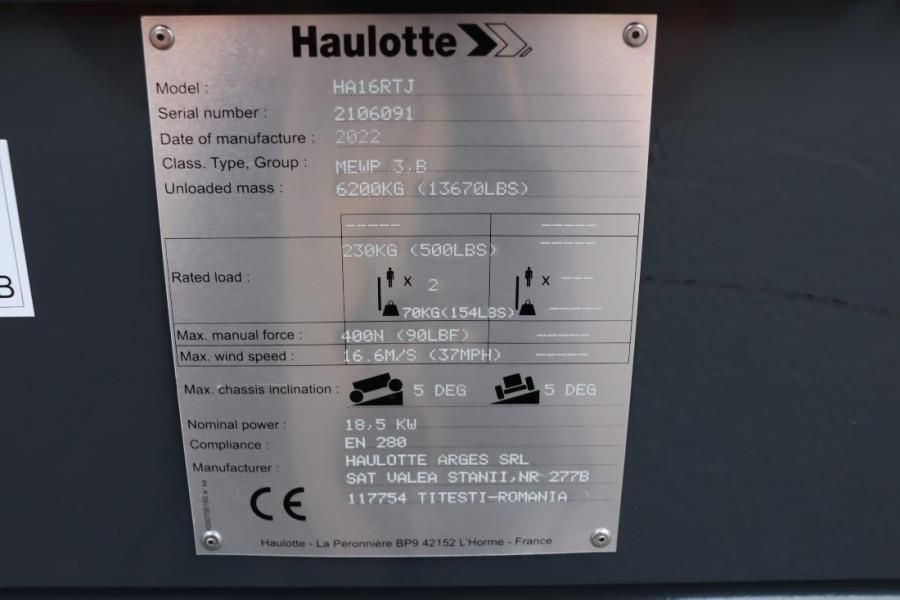 Haulotte
Model : HA16RTJ
Serial number : 2106091
Date of manufacture : 2022
Class. Type, Group : MEWP 3,B
Unloaded mass : 6200KG (13670LBS)
----- -----
230KG (500LBS) -----
Rated load : x 2 x ---
70KG(154LBS) -----
Max. manual force : 400N (90LBF) -----
Max. wind speed : 16.6M/S (37MPH) -----
Max. chassis inclination : 5 DEG 5 DEG
Nominal power : 18,5 KW
Compliance : EN 280
Manufacturer : HAULOTTE ARGES SRL
SAT VALEA STANII,NR 277B
117754 TITESTI-ROMANIA
CE
Haulotte - La Péronnière BP9 42152 L'Horme - France
B